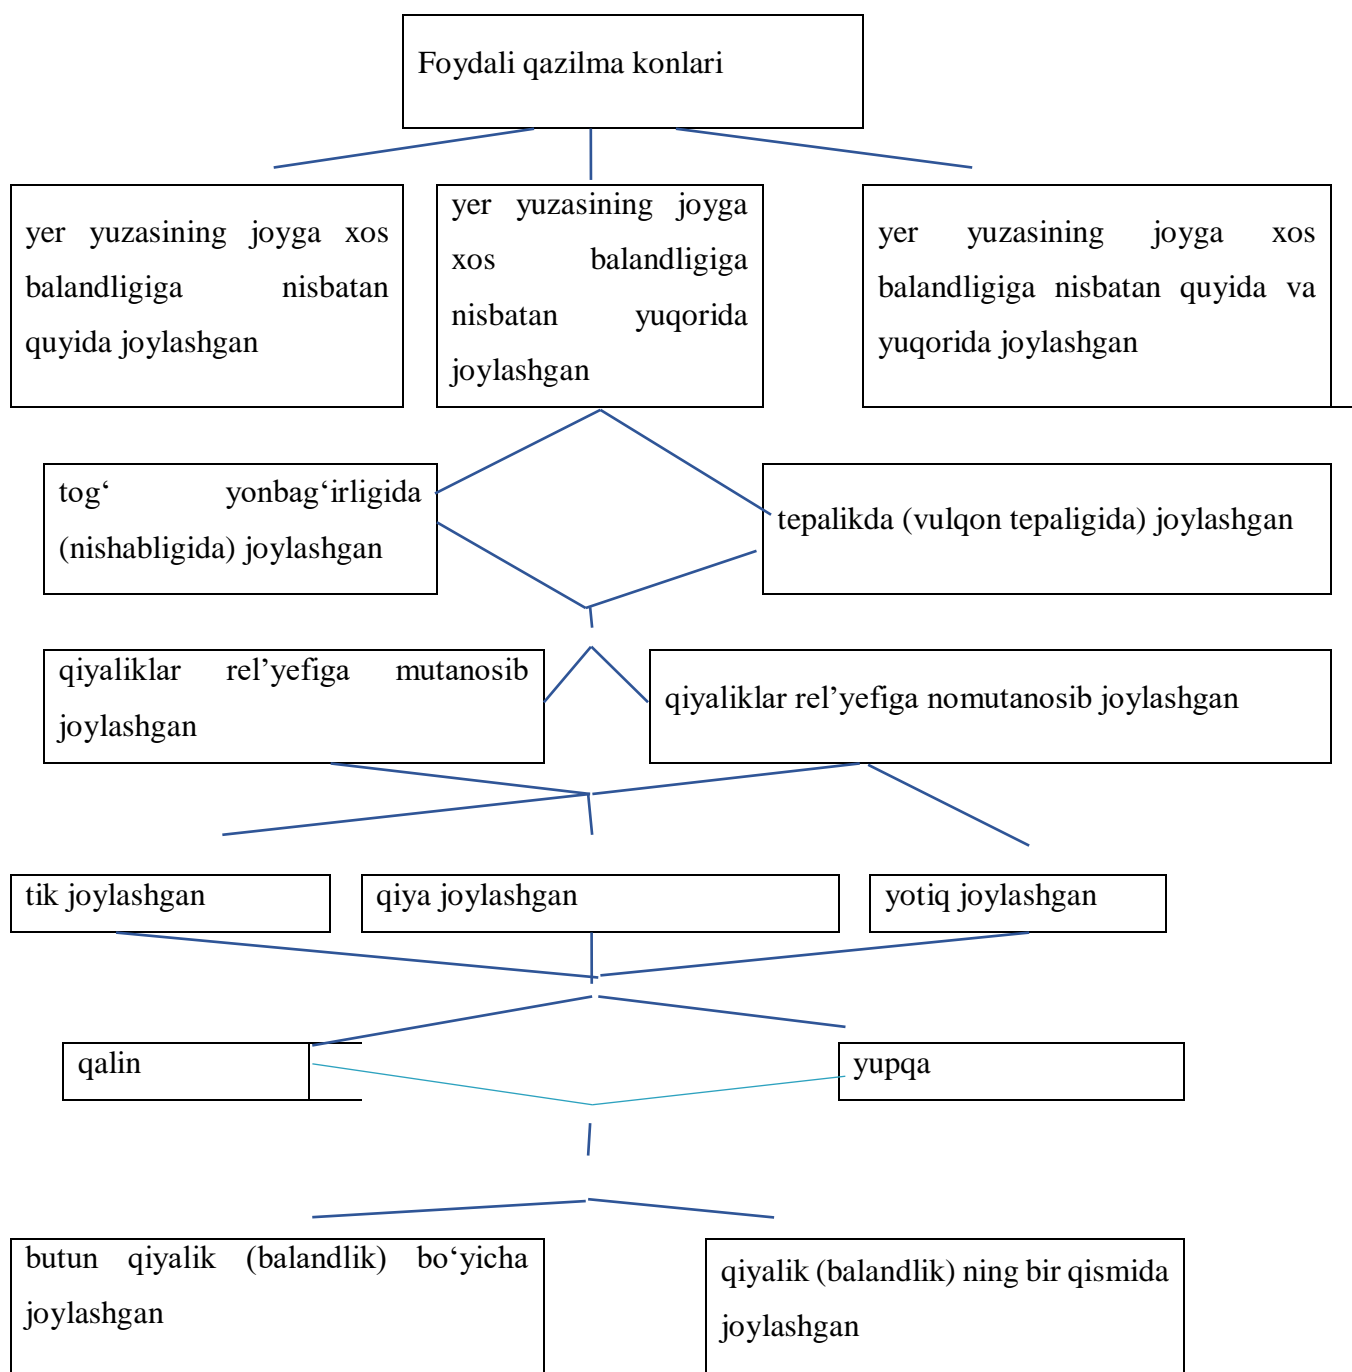 Foydali qazilma konlari
yer yuzasining joyga xos
balandligiga nisbatan
quyida joylashgan
yer yuzasining joyga
xos balandligiga
nisbatan yuqorida
joylashgan
yer yuzasining joyga xos
balandligiga nisbatan quyida va
yuqorida joylashgan
tog‘ yonbag‘irligida
(nishabligida) joylashgan
tepalikda (vulqon tepaligida) joylashgan
qiyaliklar rel’yefiga mutanosib
joylashgan
qiyaliklar rel’yefiga nomutanosib joylashgan
tik joylashgan
qiya joylashgan
yotiq joylashgan
qalin
yupqa
butun qiyalik (balandlik) bo‘yicha
joylashgan
qiyalik (balandlik) ning bir qismida
joylashgan